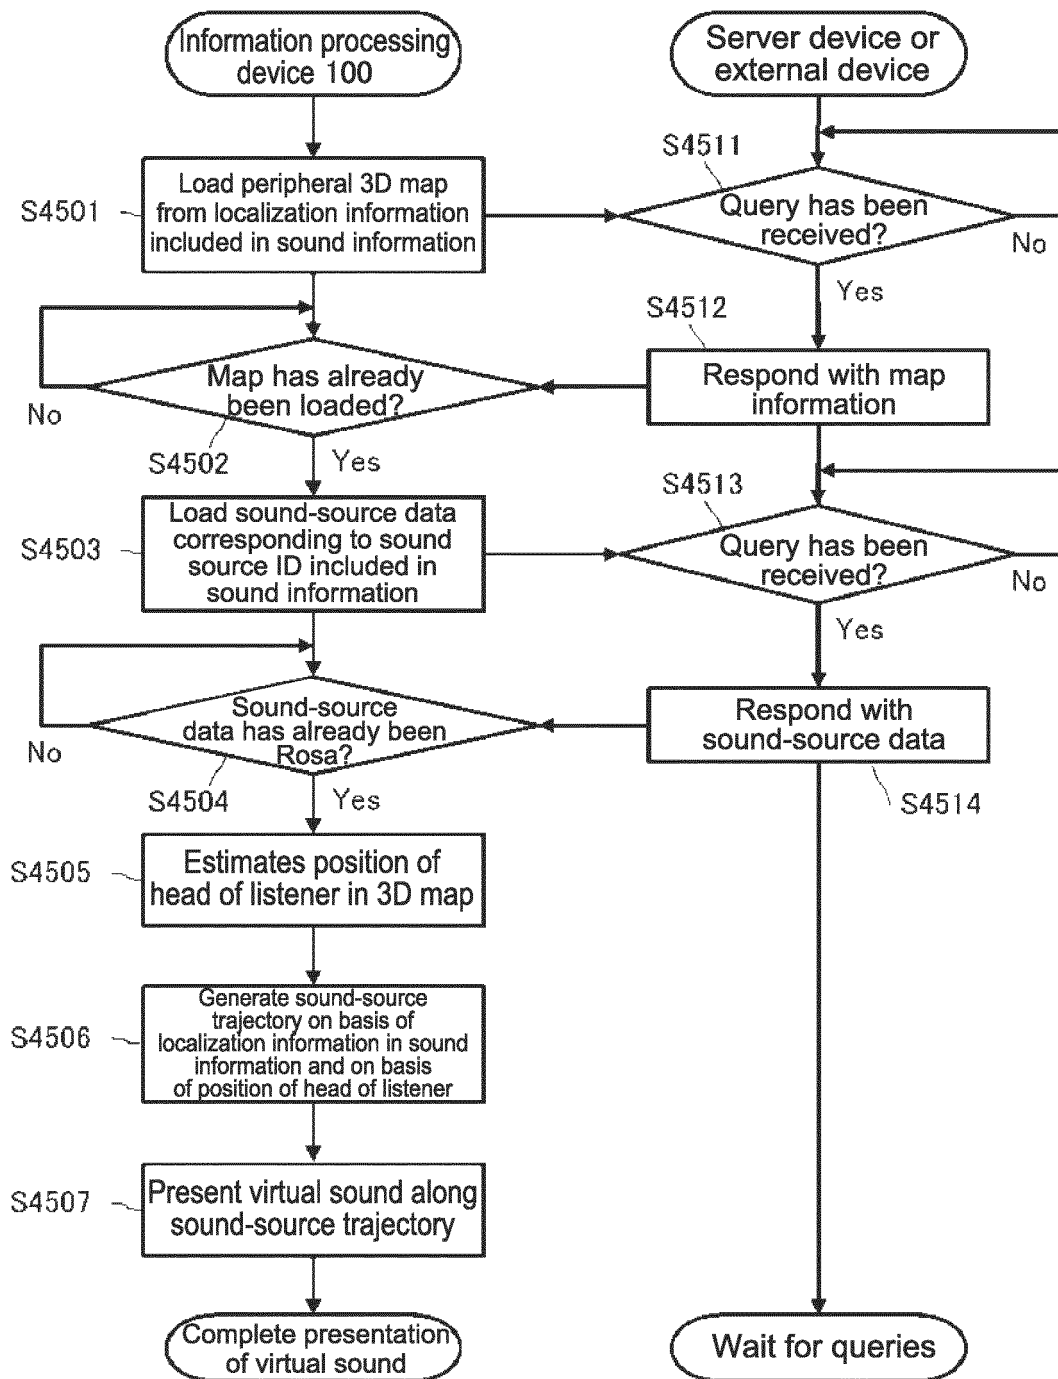 Information processing
device 100
Server device or
external device
S4501
Load peripheral 3D map
from localization information
included in sound information
S4511
Query has been
received?
No
Yes
S4512
Respond with map
information
Map has already
been loaded?
No
S4502
Yes
S4503
Load sound-source data
corresponding to sound
source ID included in
sound information
S4513
Query has been
received?
No
Yes
Sound-source
data has already been
Rosa?
No
S4504
Yes
Respond with
sound-source data
S4514
S4505
Estimates position of
head of listener in 3D map
S4506
Generate sound-source
trajectory on basis of
localization information in sound
information and on basis
of position of head of listener
S4507
Present virtual sound along
sound-source trajectory
Complete presentation
of virtual sound
Wait for queries